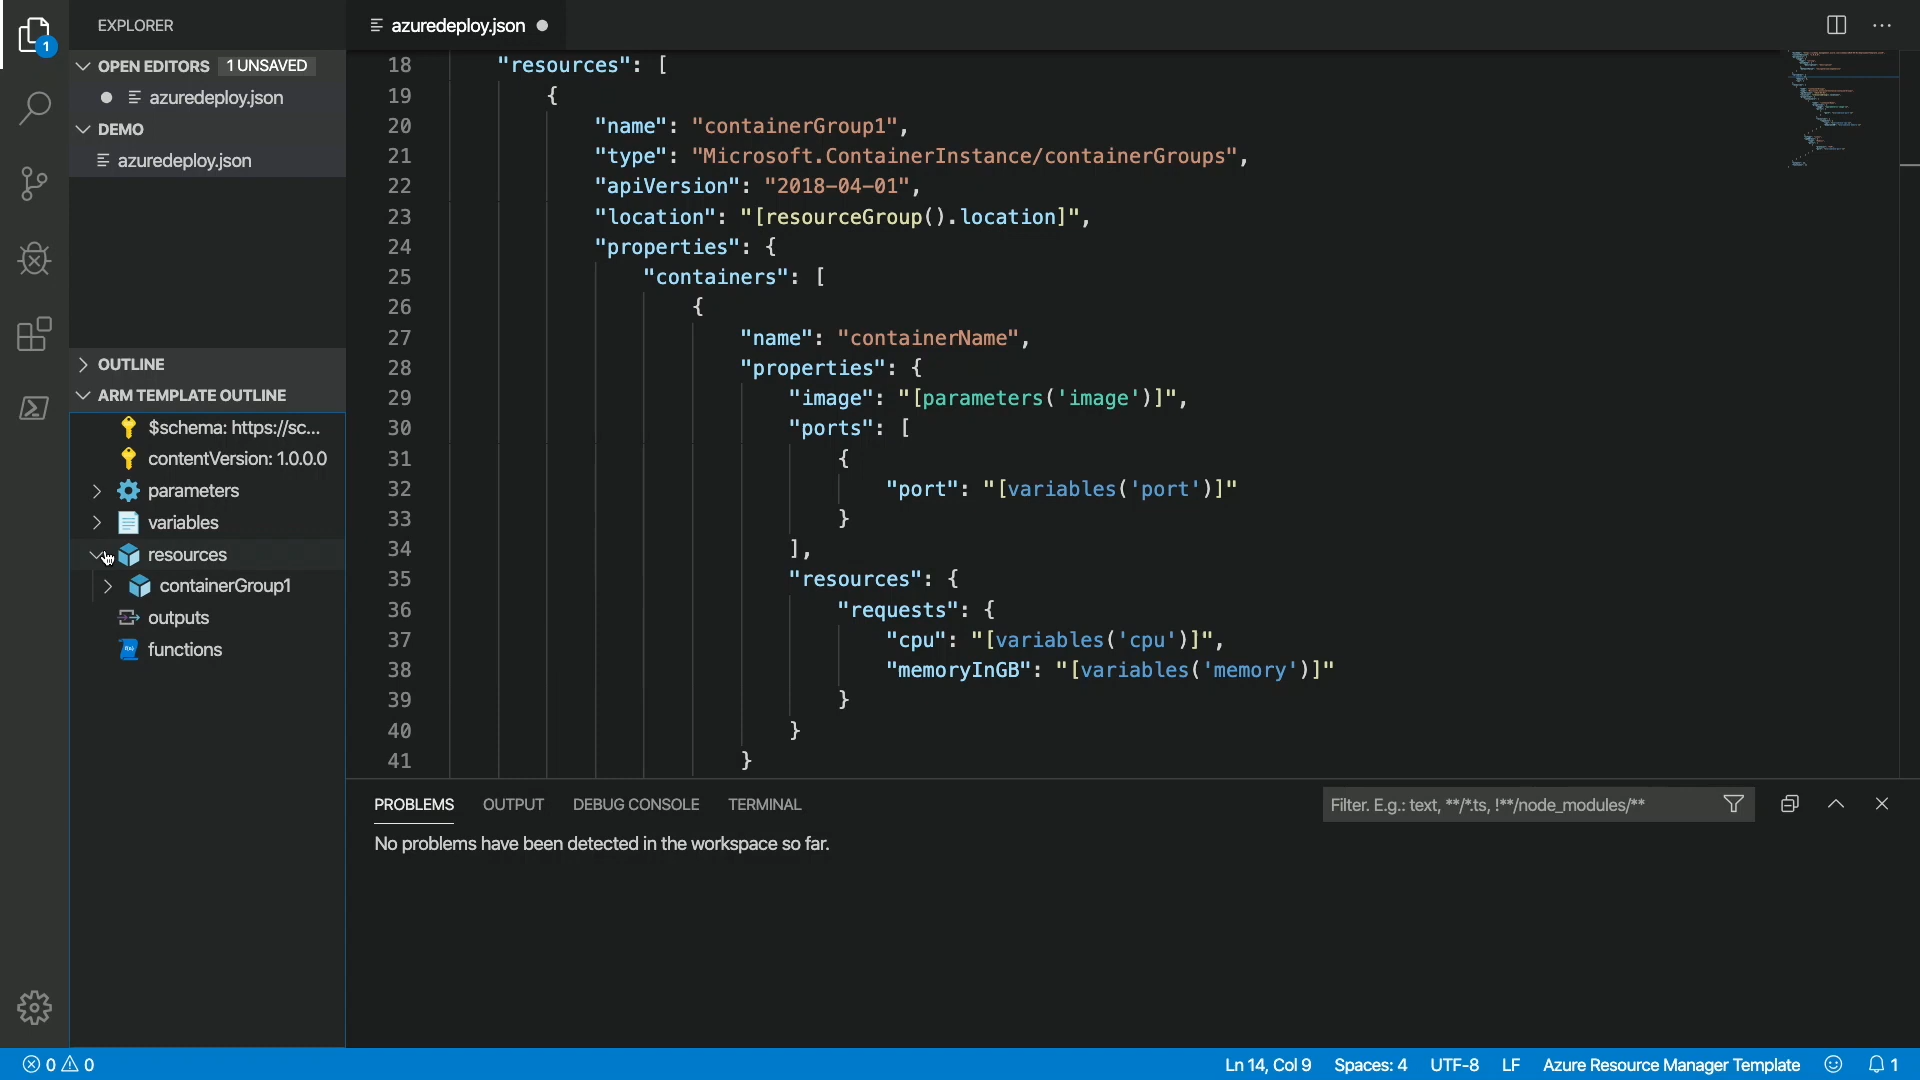 1
EXPLORER
azuredeploy.json
OPEN EDITORS 1 UNSAVED
azuredeploy.json
DEMO
azuredeploy.json
OUTLINE
ARM TEMPLATE OUTLINE
$schema: https://sc...
contentVersion: 1.0.0.0
parameters
variables
resources
containerGroup1
outputs
functions
18 "resources": [
19 {
20 "name": "containerGroup1",
21 "type": "Microsoft.ContainerInstance/containerGroups",
22 "apiVersion": "2018-04-01",
23 "location": "[resourceGroup().location]",
24 "properties": {
25 "containers": [
26 {
27 "name": "containerName",
28 "properties": {
29 "image": "[parameters('image')]",
30 "ports": [
31 {
32 "port": "[variables('port')]"
33 }
34 ],
35 "resources": {
36 "requests": {
37 "cpu": "[variables('cpu')]",
38 "memoryInGB": "[variables('memory')]"
39 }
40 }
41 }
PROBLEMS OUTPUT DEBUG CONSOLE TERMINAL
Filter. E.g.: text, **/*.ts, !**/node_modules/**
No problems have been detected in the workspace so far.
0 0
Ln 14, Col 9 Spaces: 4 UTF-8 LF Azure Resource Manager Template 1